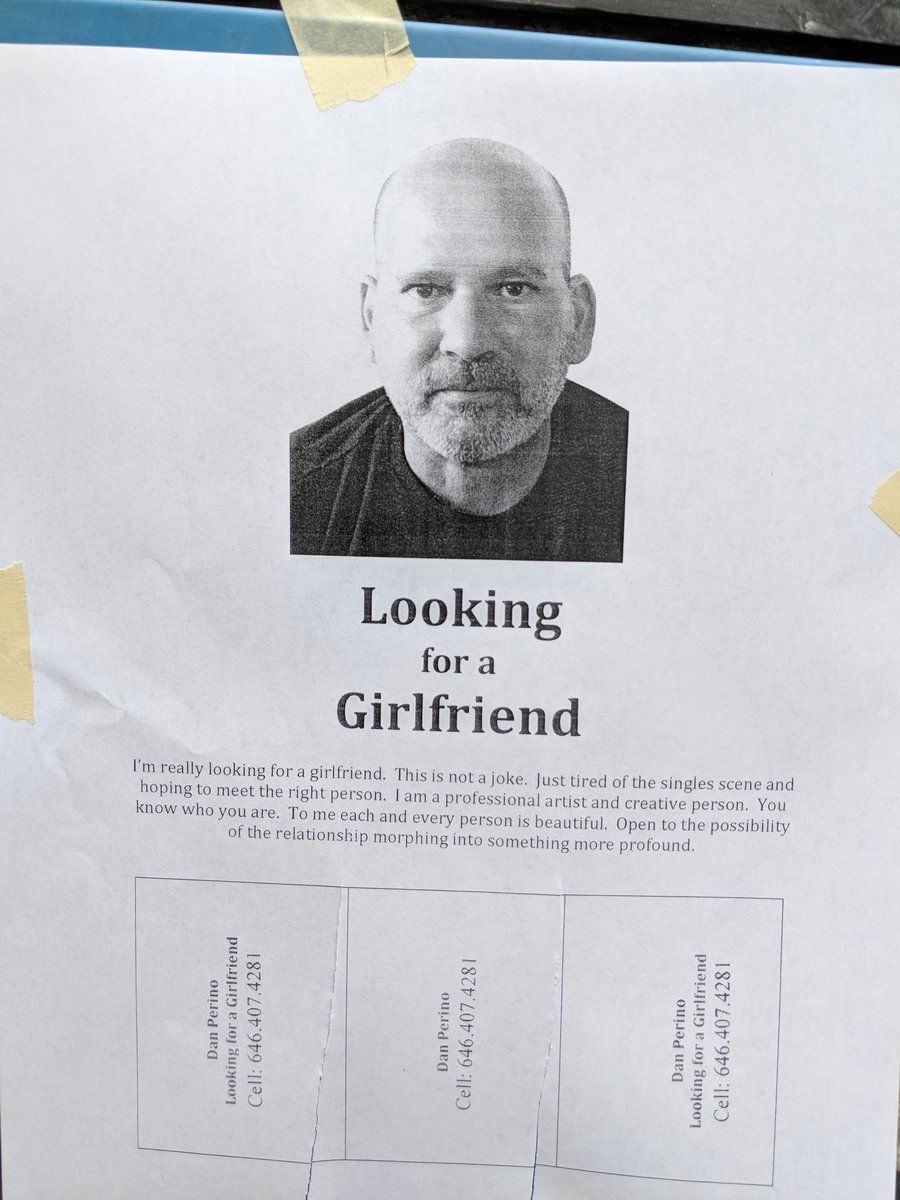 Looking
for a
Girlfriend
I'm really looking for a girlfriend. This is not a joke. Just tired of the singles scene and
hoping to meet the right person. I am a professional artist and creative person. You
know who you are. To me each and every person is beautiful. Open to the possibility
of the relationship morphing into something more profound.
Dan Perino
Looking for a Girlfriend
Cell: 646.407.4281
Dan Perino
Cell: 646.407.4281
Dan Perino
Looking for a Girlfriend
Cell: 646.407.4281